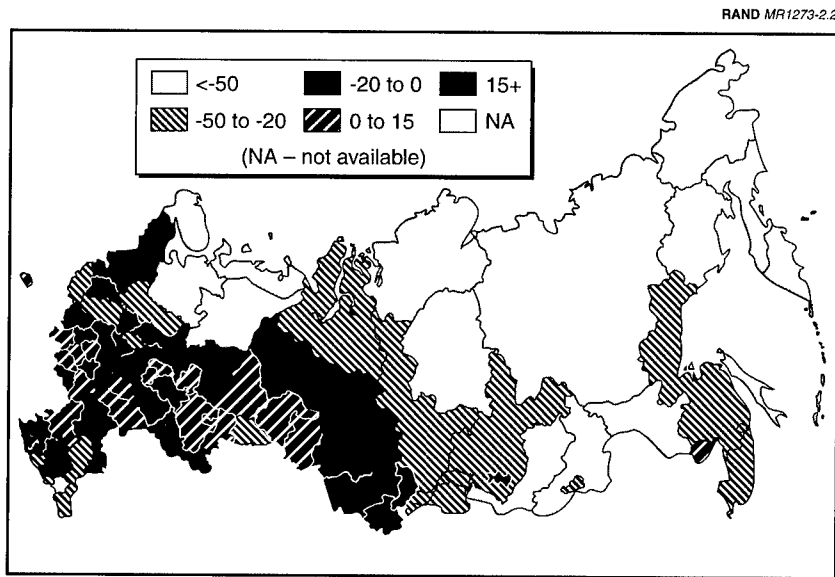 RAND MR1273-2.2
<-50 -20 to 0 15+
-50 to -20 0 to 15 NA
(NA – not available)